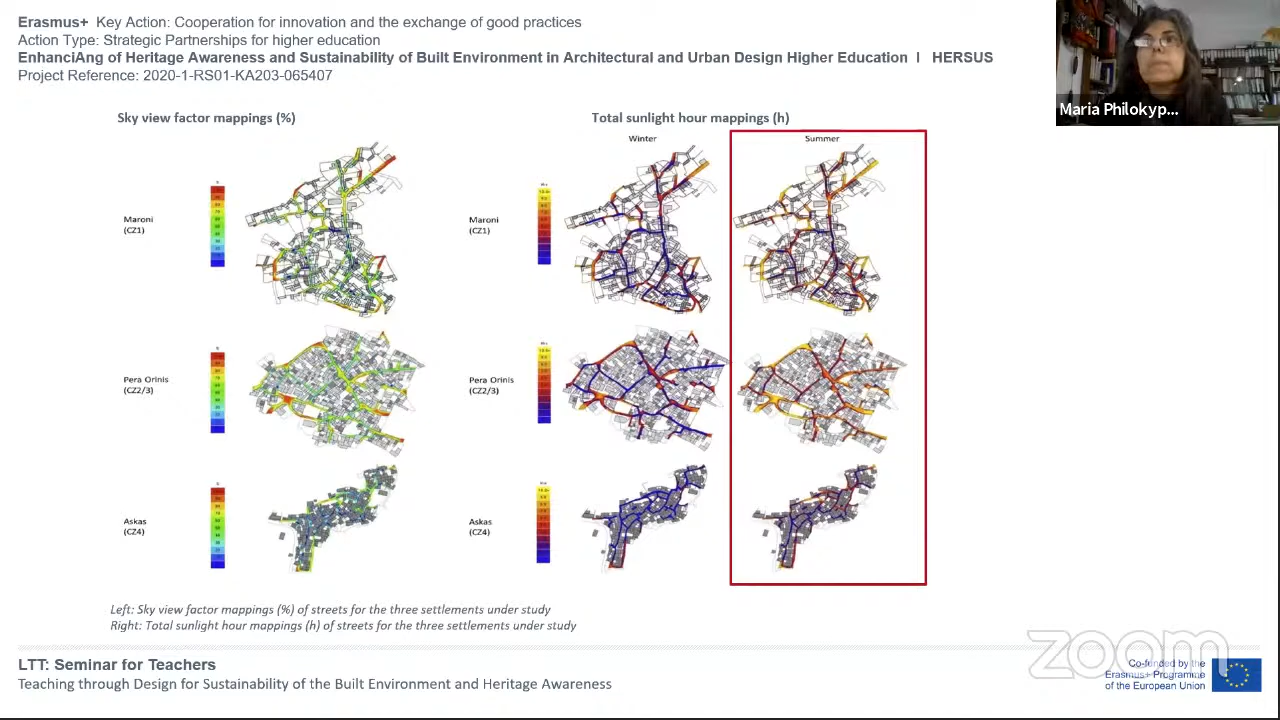 Erasmus+ Key Action: Cooperation for innovation and the exchange of good practices
Action Type: Strategic Partnerships for higher education
EnhanciAng of Heritage Awareness and Sustainability of Built Environment in Architectural and Urban Design Higher Education I HERSUS
Project Reference: 2020-1-RS01-KA203-065407
Maria Philokyp...
Sky view factor mappings (%)
Total sunlight hour mappings (h)
Winter
Summer
Maroni
(CZ1)
Maroni
(CZ1)
Pera Orinis
(CZ2/3)
Pera Orinis
(CZ2/3)
Askas
(CZ4)
Askas
(CZ4)
Left: Sky view factor mappings (%) of streets for the three settlements under study
Right: Total sunlight hour mappings (h) of streets for the three settlements under study
zoom
LTT: Seminar for Teachers
Teaching through Design for Sustainability of the Built Environment and Heritage Awareness
Co-funded by the
Erasmus+ Programme
of the European Union